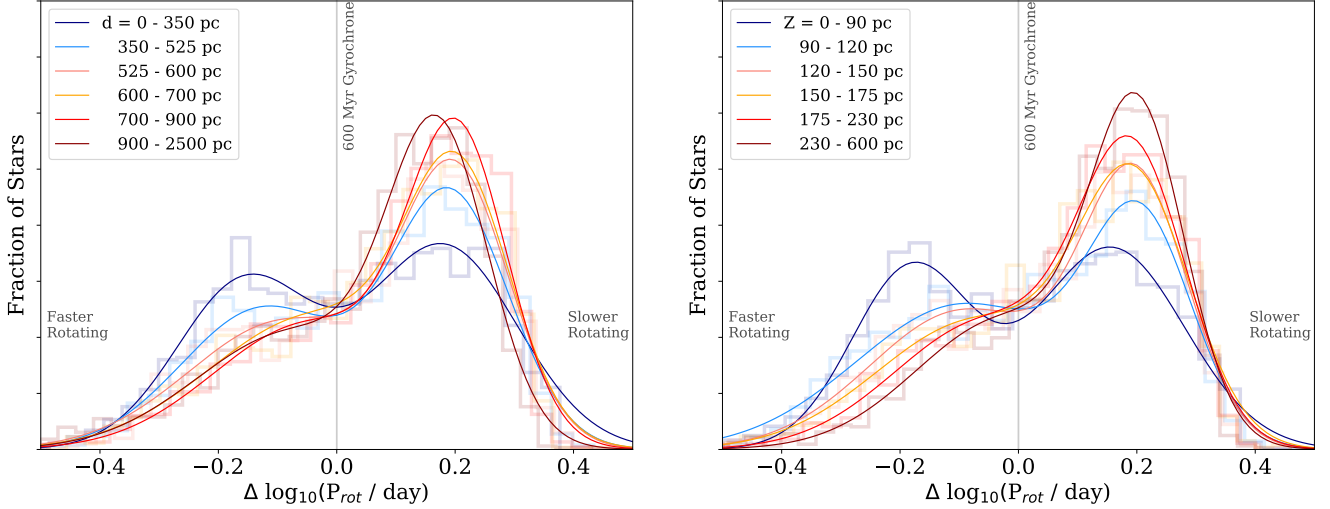 d = 0 - 350 pc
350 - 525 pc
525 - 600 pc
600 - 700 pc
700 - 900 pc
900 - 2500 pc
600 Myr Gyrochrone
Fraction of Stars
Faster
Rotating
Slower
Rotating
−0.4 −0.2 0.0 0.2 0.4
Δ log₁₀(P_rot / day)
Z = 0 - 90 pc
90 - 120 pc
120 - 150 pc
150 - 175 pc
175 - 230 pc
230 - 600 pc
600 Myr Gyrochrone
Fraction of Stars
Faster
Rotating
Slower
Rotating
−0.4 −0.2 0.0 0.2 0.4
Δ log₁₀(P_rot / day)